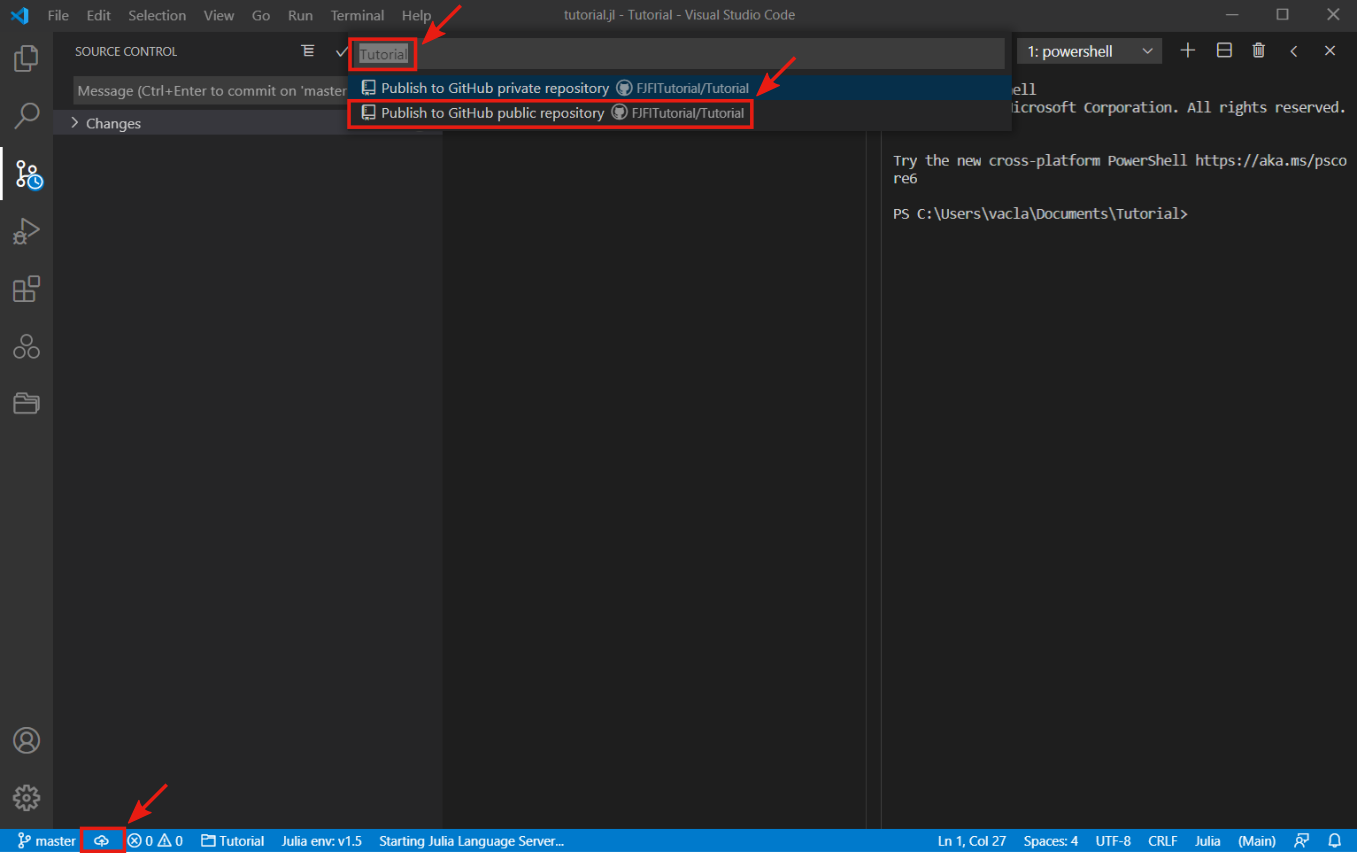 File Edit Selection View Go Run Terminal Help
tutorial.jl - Tutorial - Visual Studio Code
SOURCE CONTROL
Tutorial
1: powershell
Message (Ctrl+Enter to commit on 'master
Publish to GitHub private repository FJFITutorial/Tutorial
Publish to GitHub public repository FJFITutorial/Tutorial
Changes
ell
icrosoft Corporation. All rights reserved.
Try the new cross-platform PowerShell https://aka.ms/psco
re6
PS C:\Users\vacla\Documents\Tutorial>
master 0 0 Tutorial Julia env: v1.5 Starting Julia Language Server... Ln 1, Col 27 Spaces: 4 UTF-8 CRLF Julia (Main)